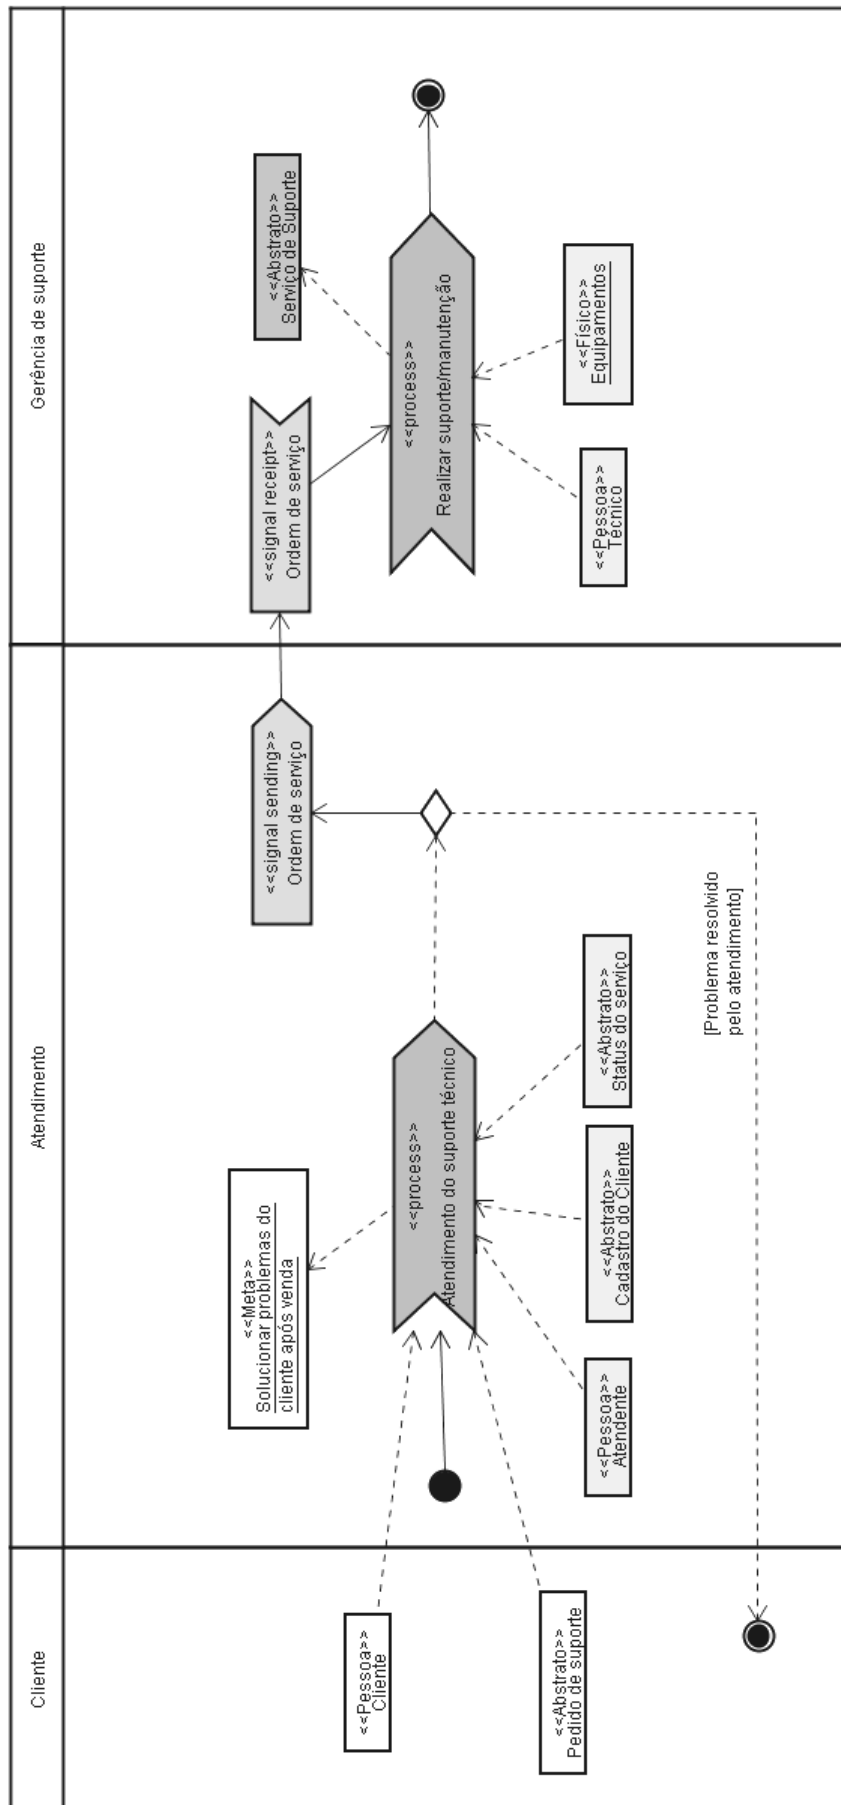 Cliente
Atendimento
Gerência de suporte
<<Pessoa>>
Cliente
<<Abstrato>>
Pedido de suporte
<<Meta>>
Solucionar problemas do
cliente após venda
<<process>>
Atendimento do suporte técnico
<<Pessoa>>
Atendente
<<Abstrato>>
Cadastro do Cliente
<<Abstrato>>
Status do serviço
[Problema resolvido
pelo atendimento]
<<signal sending>>
Ordem de serviço
<<signal receipt>>
Ordem de serviço
<<Abstrato>>
Serviço de Suporte
<<process>>
Realizar suporte/manutenção
<<Pessoa>>
Técnico
<<Físico>>
Equipamentos